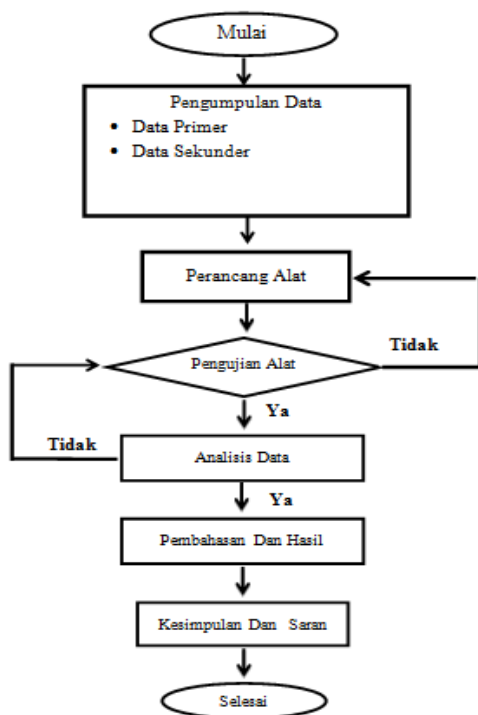 Mulai
Pengumpulan Data
• Data Primer
• Data Sekunder
Perancang Alat
Pengujian Alat
Tidak
Ya
Tidak
Analisis Data
Ya
Pembahasan Dan Hasil
Kesimpulan Dan Saran
Selesai